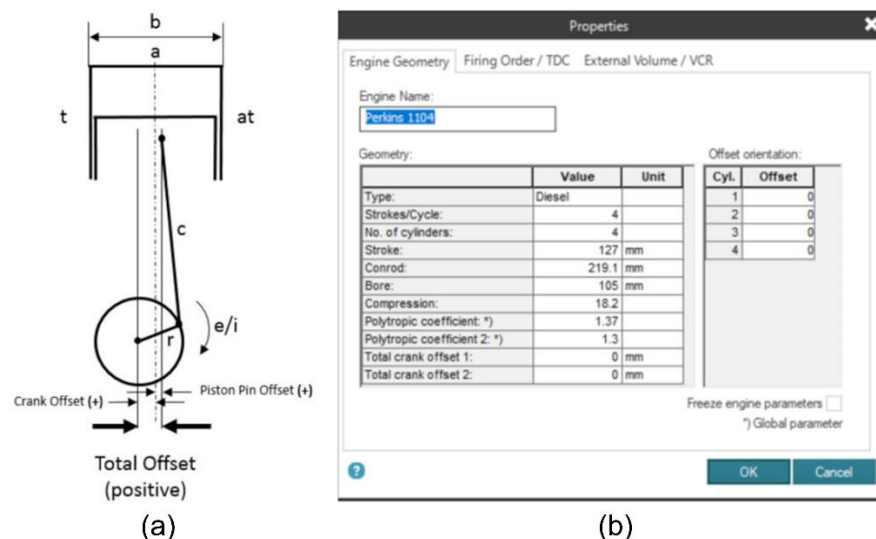 b
a
t
at
c
r
e/i
Crank Offset (+)
Piston Pin Offset (+)
Total Offset
(positive)
(a)
Properties
Engine Geometry Firing Order / TDC External Volume / VCR
Engine Name:
Perkins 1104
Geometry:
Value Unit
Type: Diesel
Strokes/Cycle: 4
No. of cylinders: 4
Stroke: 127 mm
Conrod: 219.1 mm
Bore: 105 mm
Compression: 18.2
Polytropic coefficient: *) 1.37
Polytropic coefficient 2: *) 1.3
Total crank offset 1: 0 mm
Total crank offset 2: 0 mm
Offset orientation:
Cyl. Offset
1 0
2 0
3 0
4 0
Freeze engine parameters
*) Global parameter
?
OK Cancel
(b)